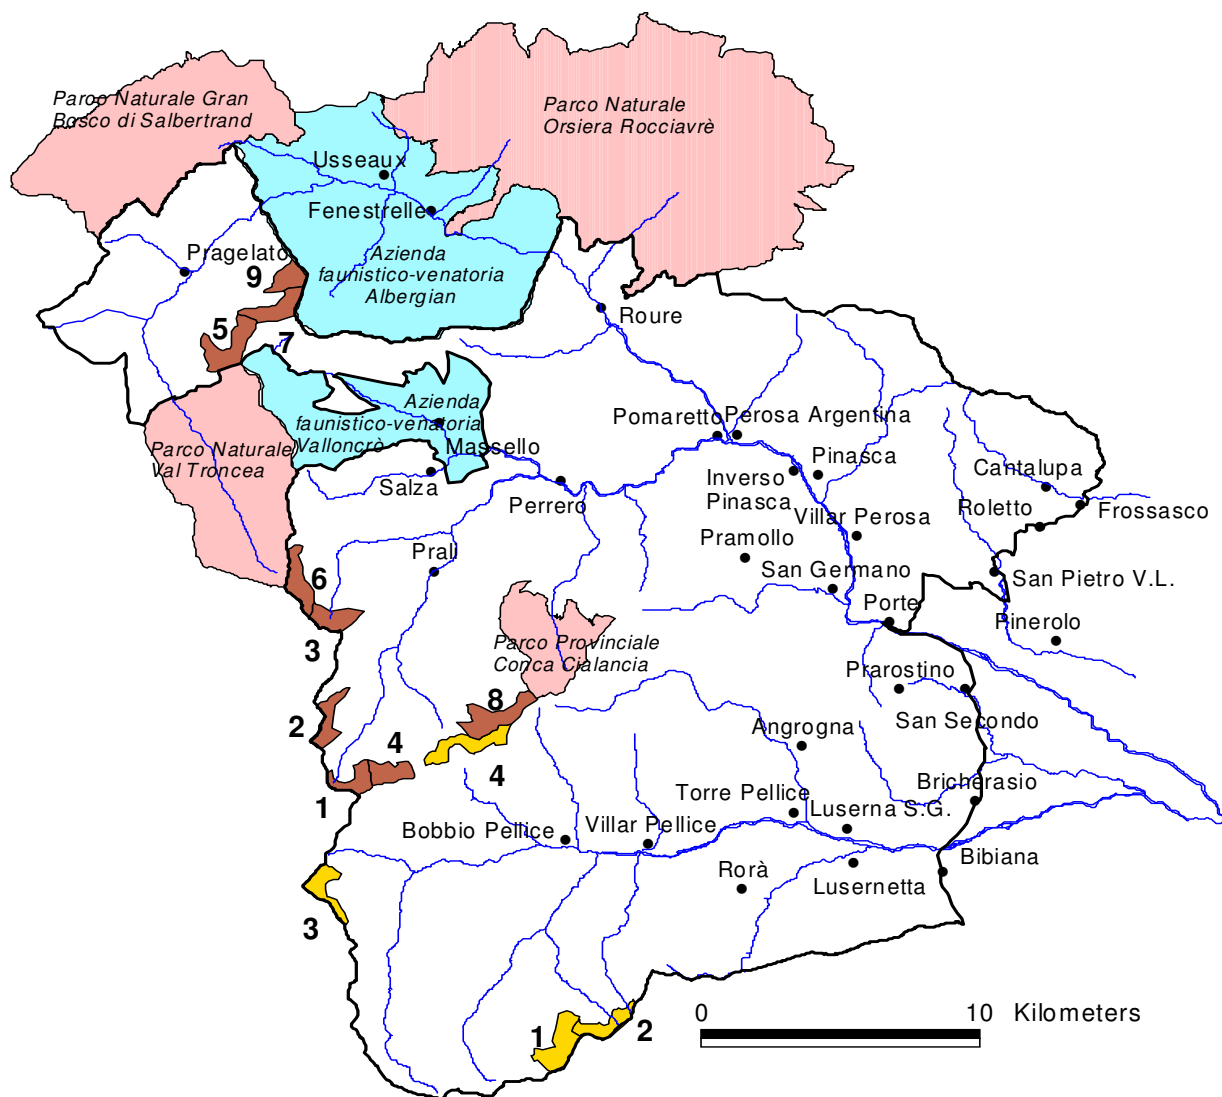 Parco Naturale Gran
Bosco di Salbertrand
Parco Naturale
Orsiera Rocciavrè
Usseaux
Fenestrelle
Pragelato
Azienda
faunistico-venatoria
Albergian
9
5
7
Roure
Azienda
faunistico-venatoria
Valloncrò
Parco Naturale
Val Troncea
Massello
Salza
Perrero
Pomaretto
Perosa Argentina
Pinasca
Inverso
Pinasca
Cantalupa
Roletto
Frossasco
Villar Perosa
Pramollo
Prali
San Germano
San Pietro V.L.
6
3
Porte
Pinerolo
Parco Provinciale
Conca Cialancia
Prarostino
San Secondo
8
2
4
4
Angrogna
1
Bricherasio
Torre Pellice
Luserna S.G.
Bobbio Pellice
Villar Pellice
Bibiana
Rorà
Lusernetta
3
1
2
0
10
Kilometers